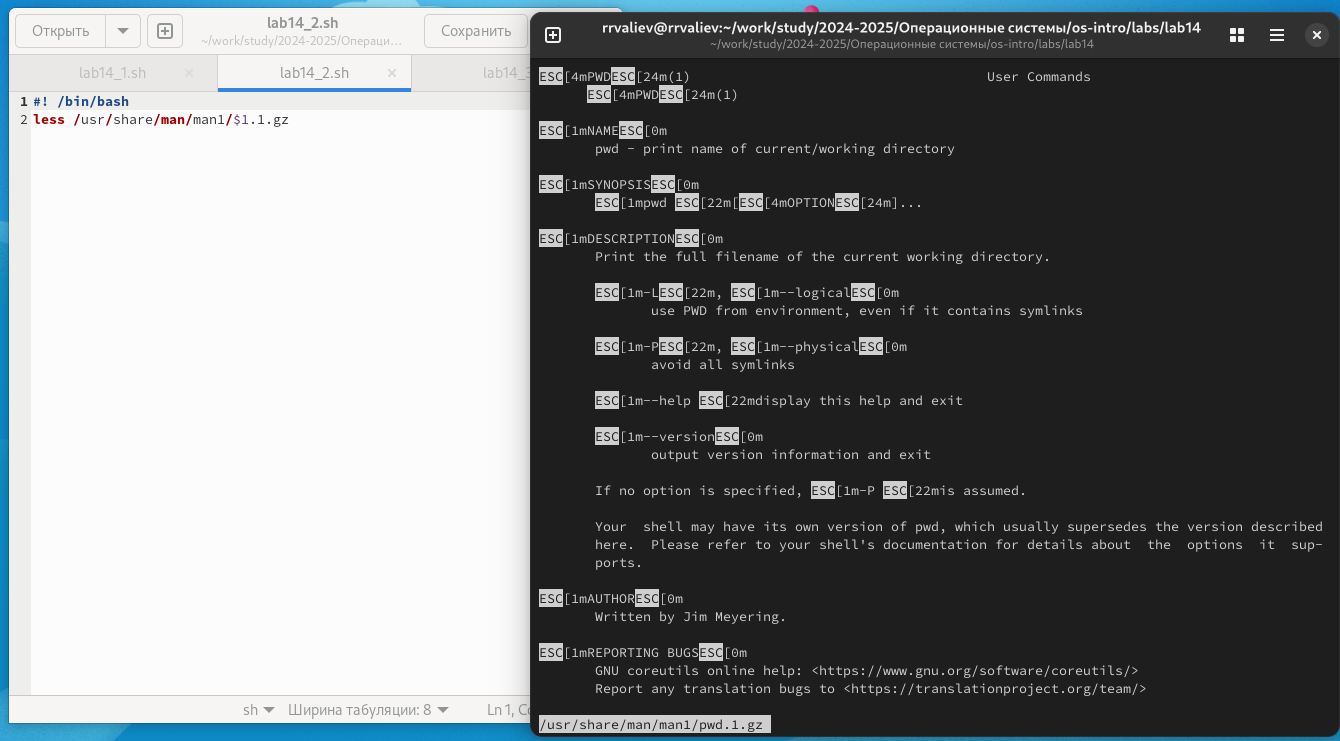 Открыть
lab14_2.sh
~/work/study/2024-2025/Операци…
Сохранить
lab14_1.sh
lab14_2.sh
lab14_3
1 #! /bin/bash
2 less /usr/share/man/man1/$1.1.gz
sh
Ширина табуляции: 8
Ln 1, Co
rrvaliev@rrvaliev:~/work/study/2024-2025/Операционные системы/os-intro/labs/lab14
~/work/study/2024-2025/Операционные системы/os-intro/labs/lab14
ESC[4mPWDESC[24m(1) User Commands
ESC[4mPWDESC[24m(1)
ESC[1mNAMEESC[0m
pwd - print name of current/working directory
ESC[1mSYNOPSISESC[0m
ESC[1mpwd ESC[22m[ESC[4mOPTIONESC[24m]...
ESC[1mDESCRIPTIONESC[0m
Print the full filename of the current working directory.
ESC[1m-LESC[22m, ESC[1m--logicalESC[0m
use PWD from environment, even if it contains symlinks
ESC[1m-PESC[22m, ESC[1m--physicalESC[0m
avoid all symlinks
ESC[1m--help ESC[22mdisplay this help and exit
ESC[1m--versionESC[0m
output version information and exit
If no option is specified, ESC[1m-P ESC[22mis assumed.
Your  shell may have its own version of pwd, which usually supersedes the version described
here.  Please refer to your shell's documentation for details about  the  options  it  sup-
ports.
ESC[1mAUTHORESC[0m
Written by Jim Meyering.
ESC[1mREPORTING BUGSESC[0m
GNU coreutils online help: <https://www.gnu.org/software/coreutils/>
Report any translation bugs to <https://translationproject.org/team/>
/usr/share/man/man1/pwd.1.gz